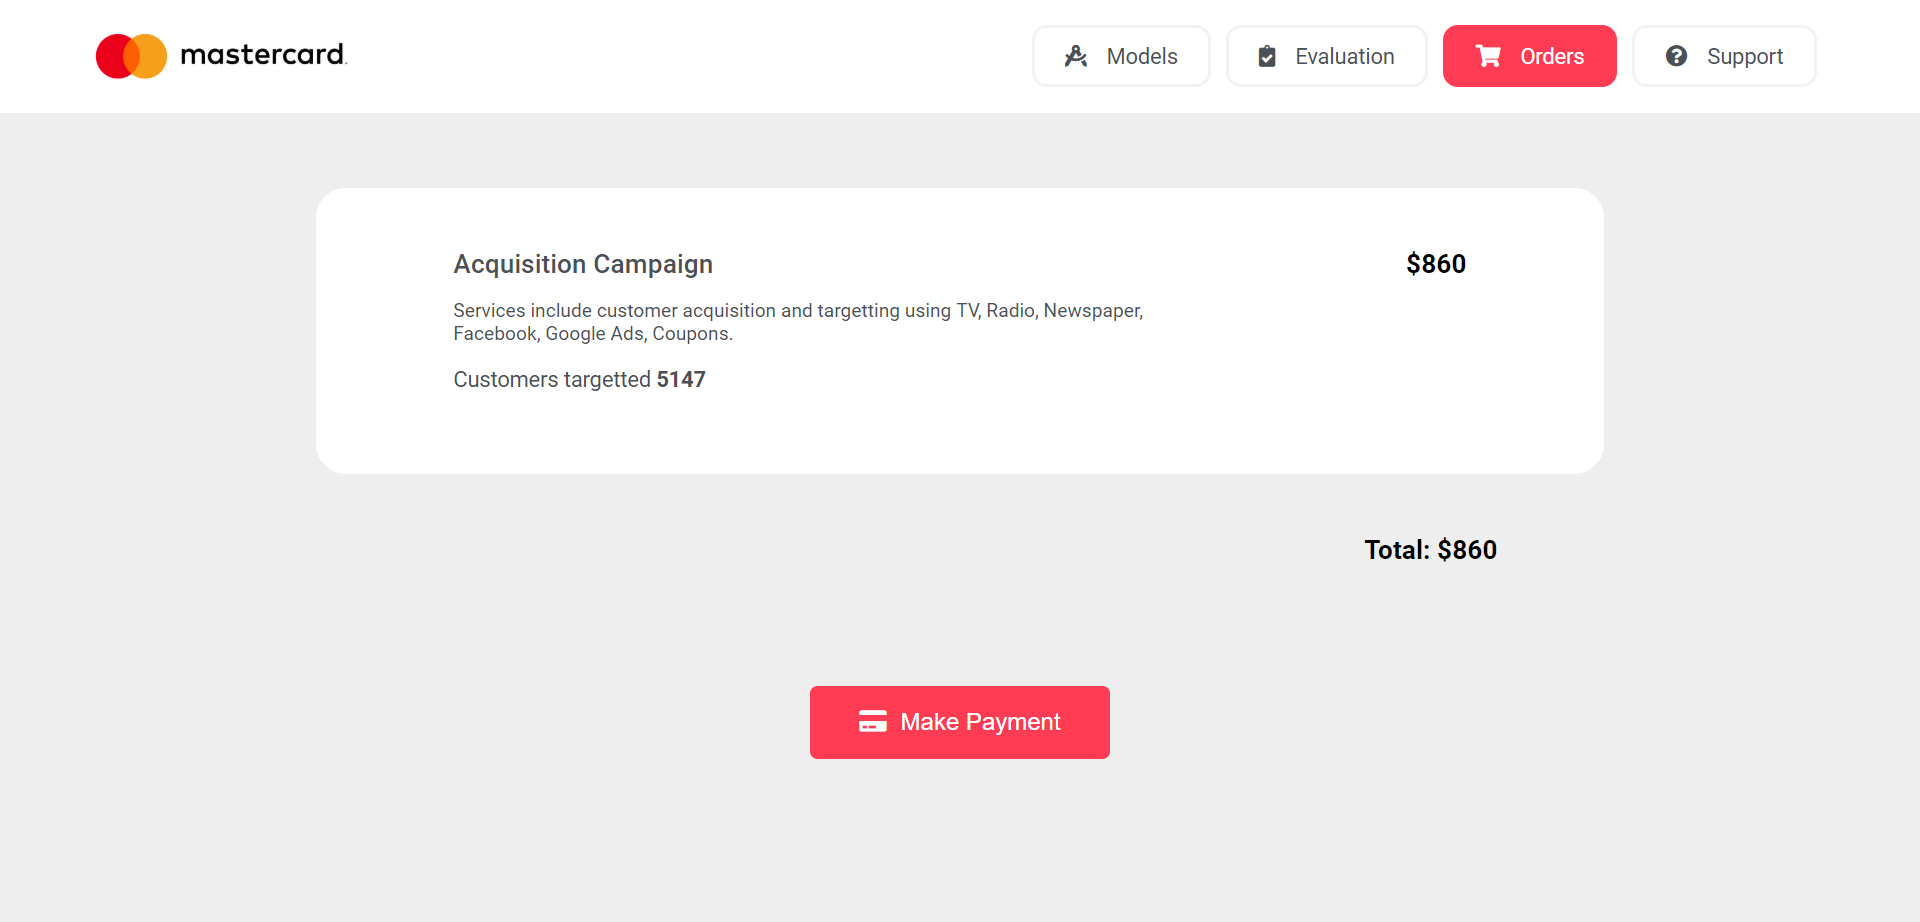 mastercard.
Models
Evaluation
Orders
Support
Acquisition Campaign
$860
Services include customer acquisition and targetting using TV, Radio, Newspaper,
Facebook, Google Ads, Coupons.
Customers targetted 5147
Total: $860
Make Payment